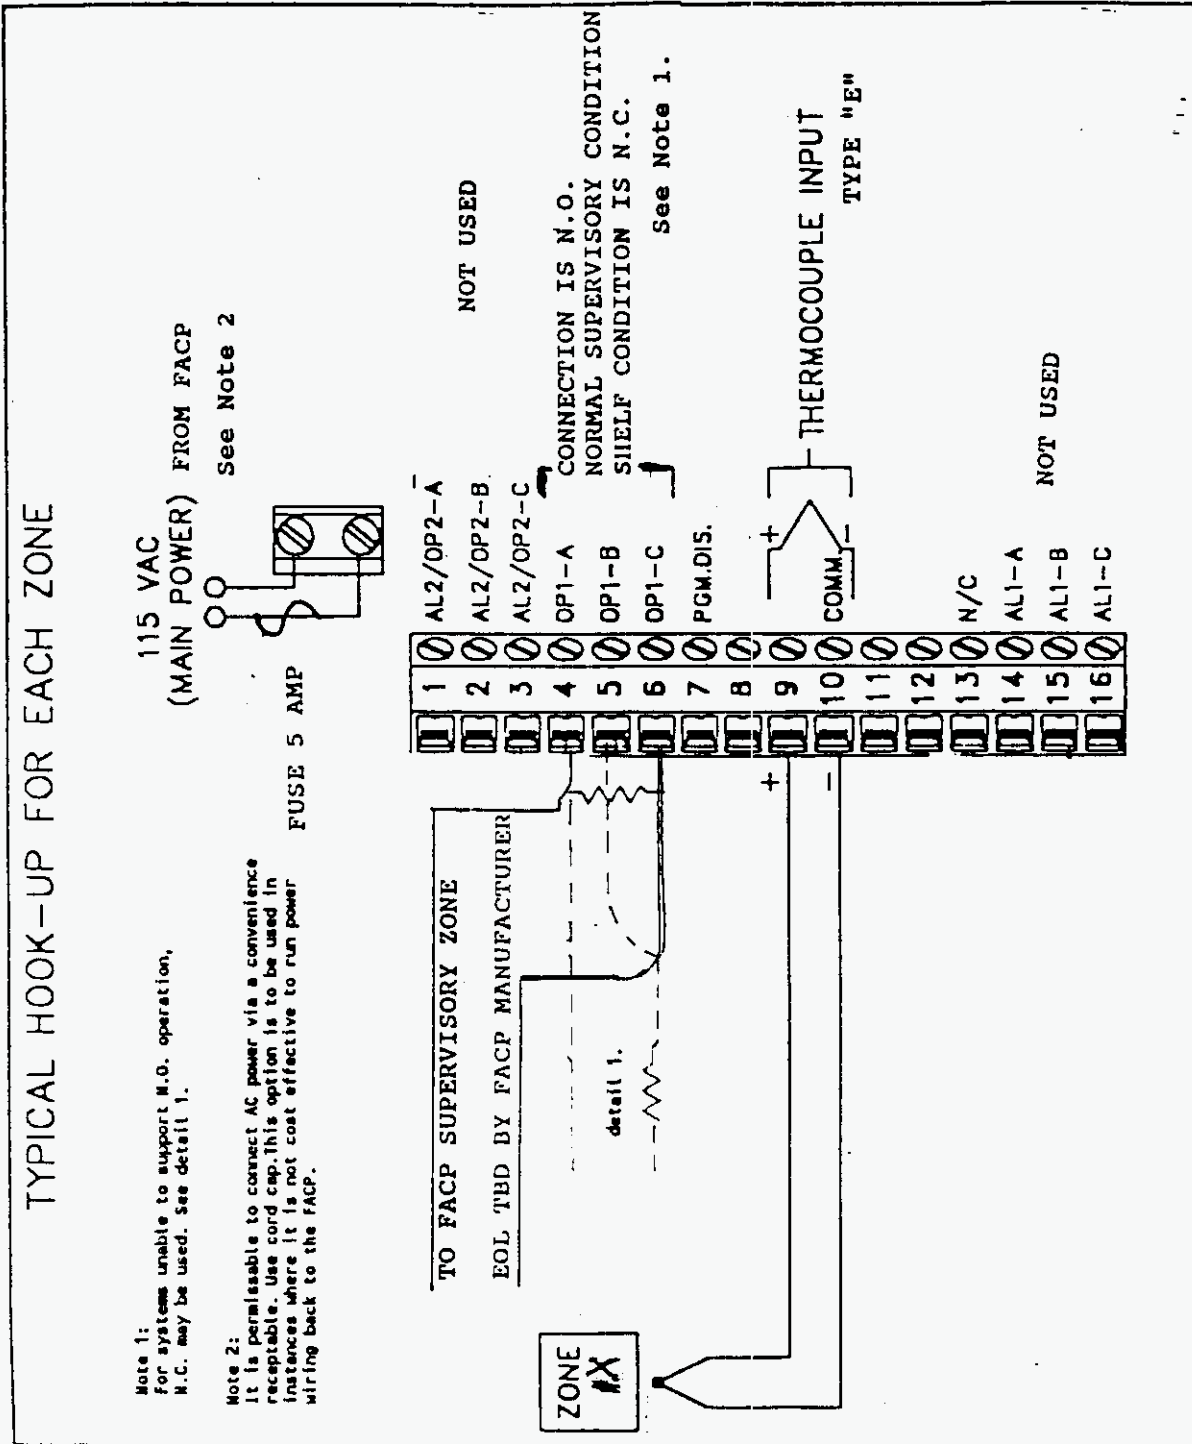 TYPICAL HOOK-UP FOR EACH ZONE
Note 1:
For systems unable to support N.O. operation,
N.C. may be used. See detail 1.
Note 2:
It is permissable to connect AC power via a convenience
receptable. Use cord cap.This option is to be used in
instances where it is not cost effective to run power
wiring back to the FACP.
115 VAC
(MAIN POWER) FROM FACP
See Note 2
FUSE 5 AMP
1 AL2/OP2-A
2 AL2/OP2-B
3 AL2/OP2-C
4 OP1-A
5 OP1-B
6 OP1-C
7 PGM.DIS.
8
9 +
10 COMM. -
11
12
13 N/C
14 AL1-A
15 AL1-B
16 AL1-C
NOT USED
CONNECTION IS N.O.
NORMAL SUPERVISORY CONDITION
SHELF CONDITION IS N.C.
See Note 1.
THERMOCOUPLE INPUT
TYPE "E"
NOT USED
TO FACP SUPERVISORY ZONE
EOL TBD BY FACP MANUFACTURER
detail 1.
+
-
ZONE
#X